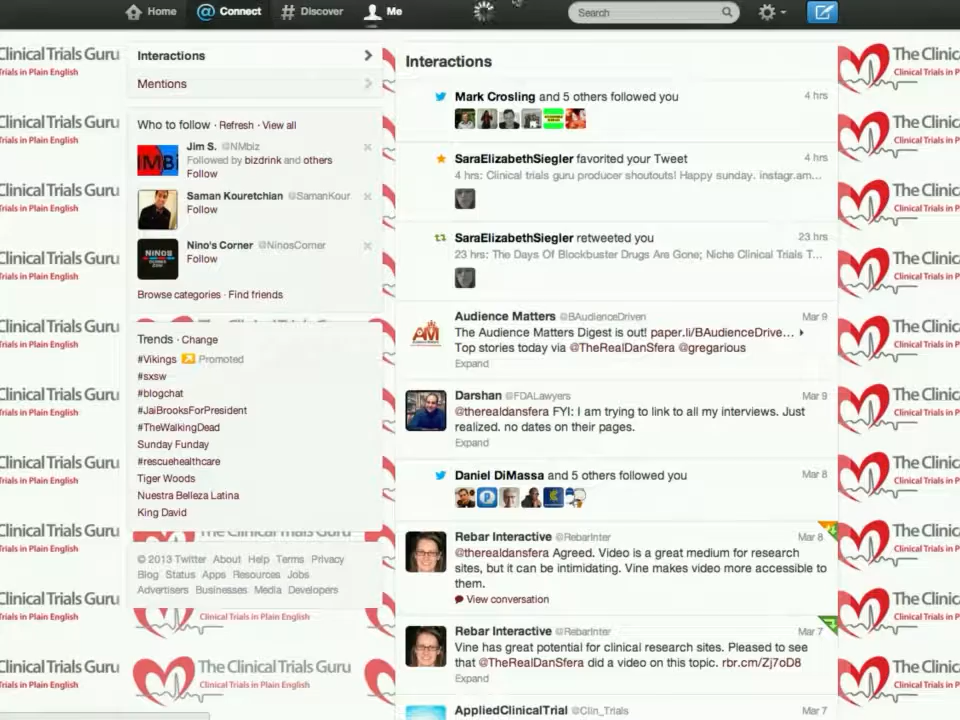 Home
Connect
Discover
Me
Search
Interactions
Mentions
Who to follow · Refresh · View all
Jim S. @NMbiz
Followed by bizdrink and others
Follow
Saman Kouretchian @SamanKour
Follow
Nino's Corner @NinosCorner
Follow
Browse categories · Find friends
Trends · Change
#Vikings Promoted
#sxsw
#blogchat
#JaiBrooksForPresident
#TheWalkingDead
Sunday Funday
#rescuehealthcare
Tiger Woods
Nuestra Belleza Latina
King David
© 2013 Twitter About Help Terms Privacy
Blog Status Apps Resources Jobs
Advertisers Businesses Media Developers
Interactions
Mark Crosling and 5 others followed you 4 hrs
SaraElizabethSiegler favorited your Tweet 4 hrs
4 hrs: Clinical trials guru producer shoutouts! Happy sunday. instagr.am...
SaraElizabethSiegler retweeted you 23 hrs
23 hrs: The Days Of Blockbuster Drugs Are Gone; Niche Clinical Trials T...
Audience Matters @BAudienceDriven Mar 9
The Audience Matters Digest is out! paper.li/BAudienceDrive...
Top stories today via @TheRealDanSfera @gregarious
Expand
Darshan @FDALawyers Mar 9
@therealdansfera FYI: I am trying to link to all my interviews. Just
realized. no dates on their pages.
Expand
Daniel DiMassa and 5 others followed you Mar 8
Rebar Interactive @RebarInter Mar 8
@therealdansfera Agreed. Video is a great medium for research
sites, but it can be intimidating. Vine makes video more accessible to
them.
View conversation
Rebar Interactive @RebarInter Mar 7
Vine has great potential for clinical research sites. Pleased to see
that @TheRealDanSfera did a video on this topic. rbr.cm/Zj7oD8
Expand
AppliedClinicalTrial @Clin_Trials Mar 7
The Clinical Trials Guru
Clinical Trials in Plain English